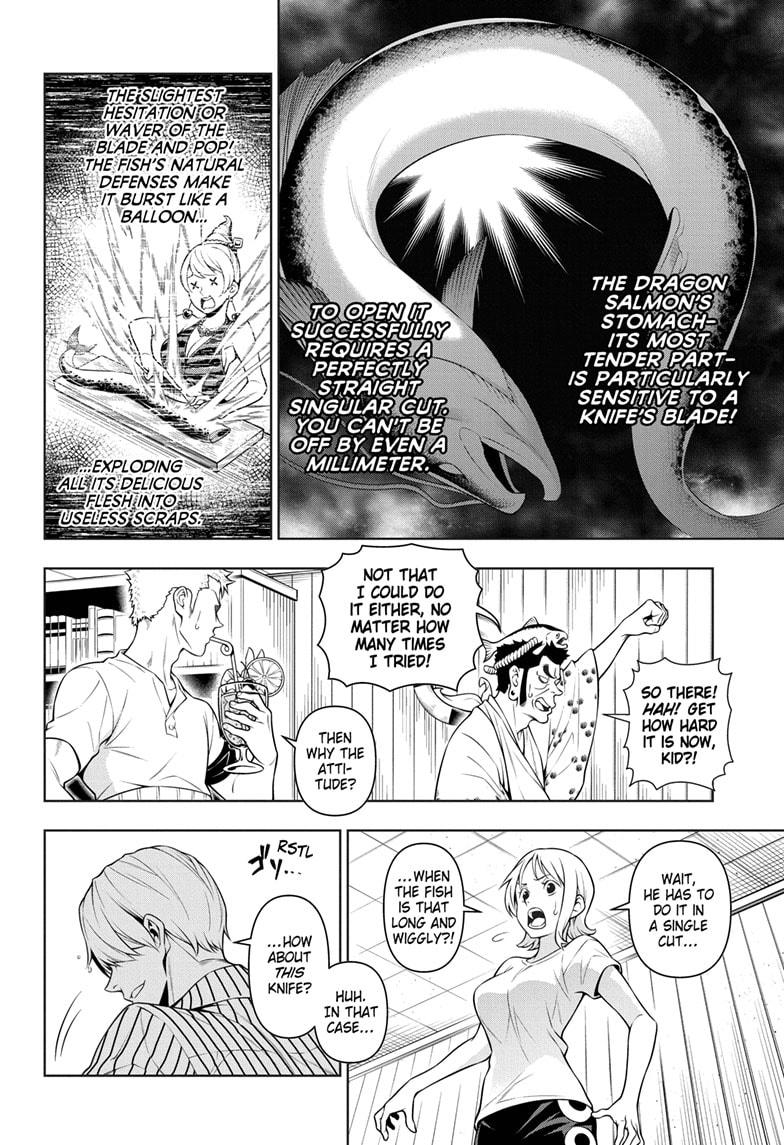 THE DRAGON
SALMON'S
STOMACH–
ITS MOST
TENDER PART–
IS PARTICULARLY
SENSITIVE TO A
KNIFE'S BLADE!
TO OPEN IT
SUCCESSFULLY
REQUIRES A
PERFECTLY
STRAIGHT
SINGULAR CUT.
YOU CAN'T BE
OFF BY EVEN A
MILLIMETER.
THE SLIGHTEST
HESITATION OR
WAVER OF THE
BLADE AND POP!
THE FISH'S NATURAL
DEFENSES MAKE
IT BURST LIKE A
BALLOON...
...EXPLODING
ALL ITS DELICIOUS
FLESH INTO
USELESS SCRAPS.
SO THERE!
HAH! GET
HOW HARD
IT IS NOW,
KID?!
NOT THAT
I COULD DO
IT EITHER, NO
MATTER HOW
MANY TIMES
I TRIED!
THEN
WHY THE
ATTI-
TUDE?
WAIT,
HE HAS TO
DO IT IN
A SINGLE
CUT...
...WHEN
THE FISH
IS THAT
LONG AND
WIGGLY?!
HUH.
IN THAT
CASE...
...HOW
ABOUT
THIS
KNIFE?
RSTL
ゴソ...